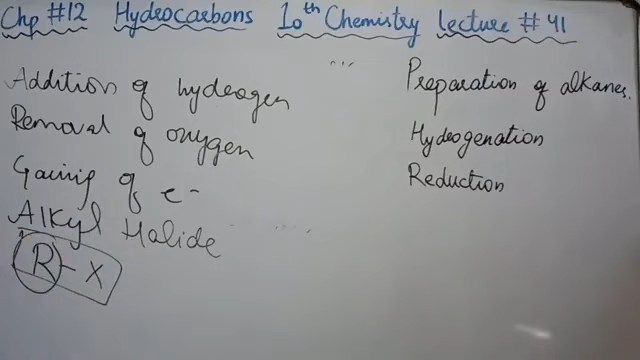 Chp #12 Hydrocarbons 10th Chemistry lecture # 41
Addition of hydrogen
Removal of oxygen
Gaining of e-
Alkyl Halide
R-X
Preparation of alkanes.
Hydrogenation
Reduction